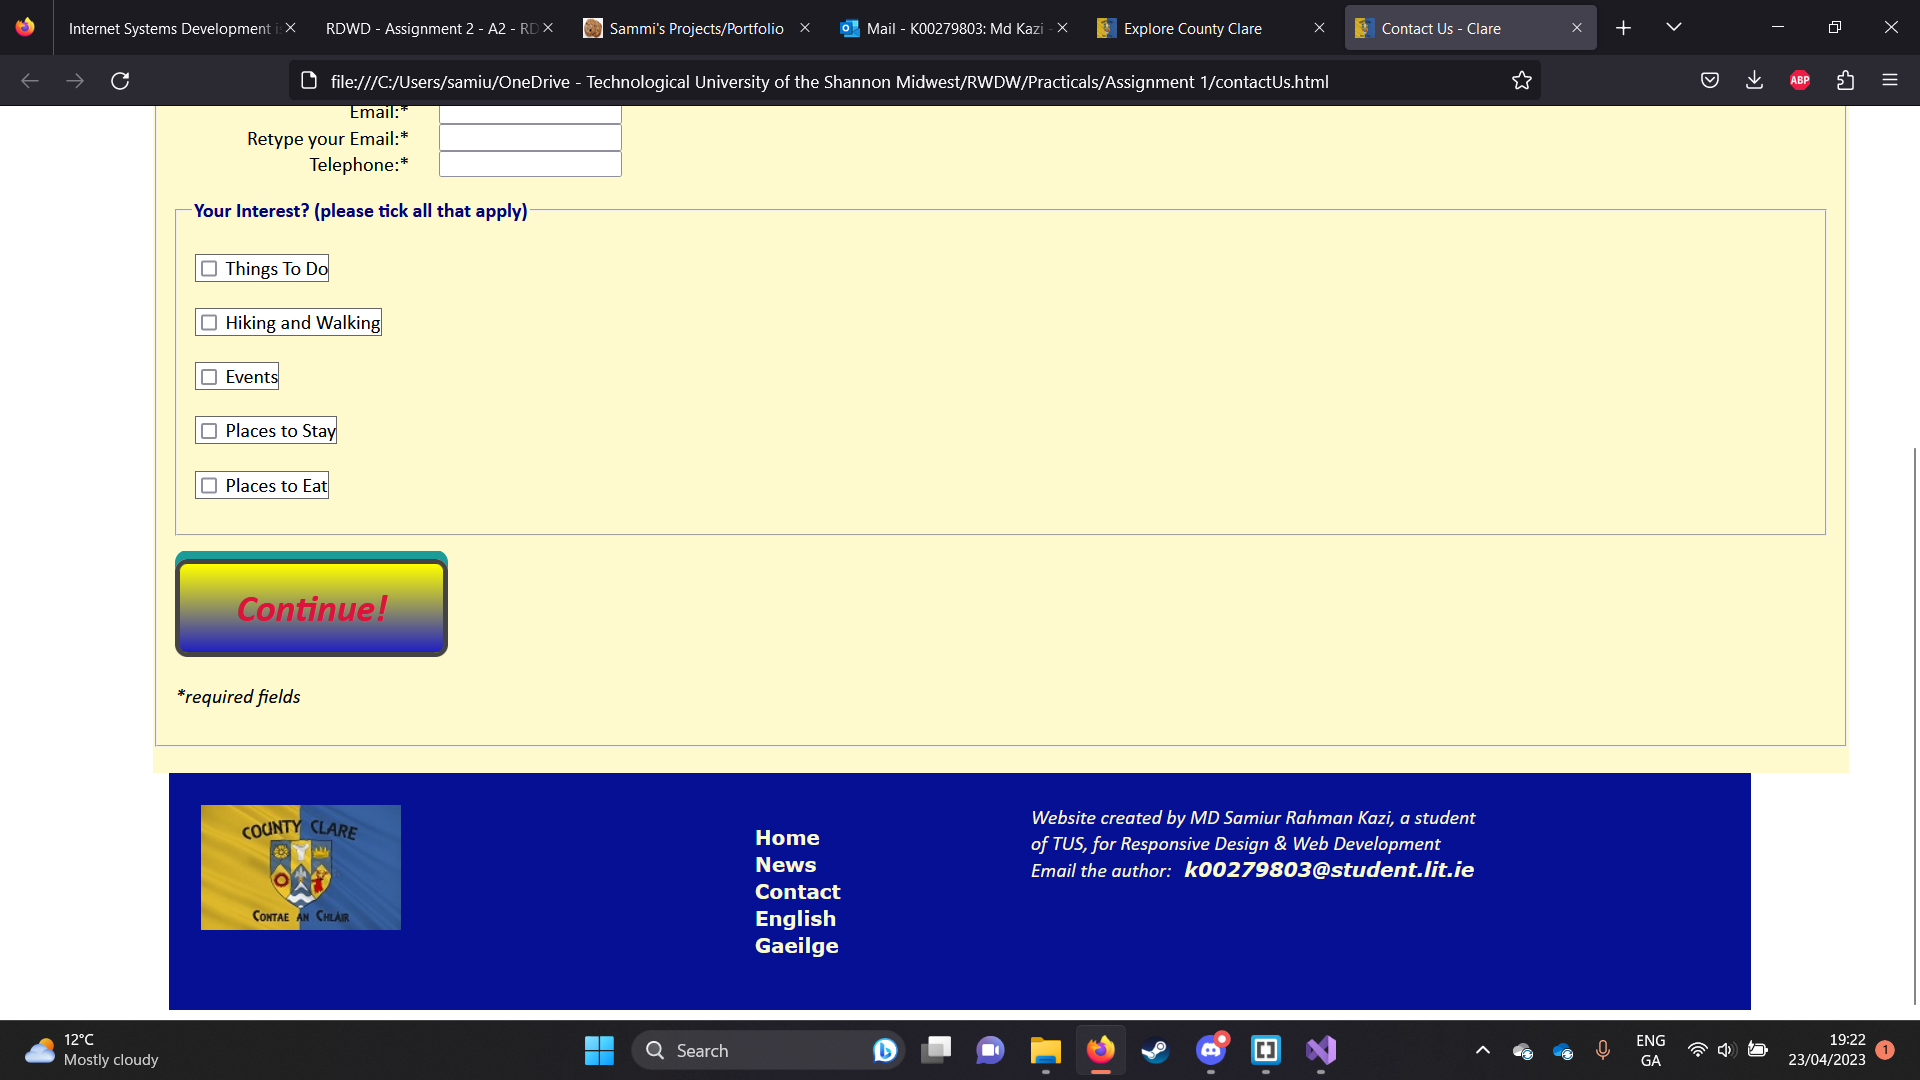 Internet Systems Development i
RDWD - Assignment 2 - A2 - RD
Sammi's Projects/Portfolio
Mail - K00279803: Md Kazi -
Explore County Clare
Contact Us - Clare
file:///C:/Users/samiu/OneDrive - Technological University of the Shannon Midwest/RWDW/Practicals/Assignment 1/contactUs.html
ABP
Email:*
Retype your Email:*
Telephone:*
Your Interest? (please tick all that apply)
Things To Do
Hiking and Walking
Events
Places to Stay
Places to Eat
Continue!
*required fields
COUNTY CLARE
CONTAE AN CHLÁIR
Home
News
Contact
English
Gaeilge
Website created by MD Samiur Rahman Kazi, a student
of TUS, for Responsive Design & Web Development
Email the author: k00279803@student.lit.ie
12°C
Mostly cloudy
Search
ENG
GA
19:22
23/04/2023
1